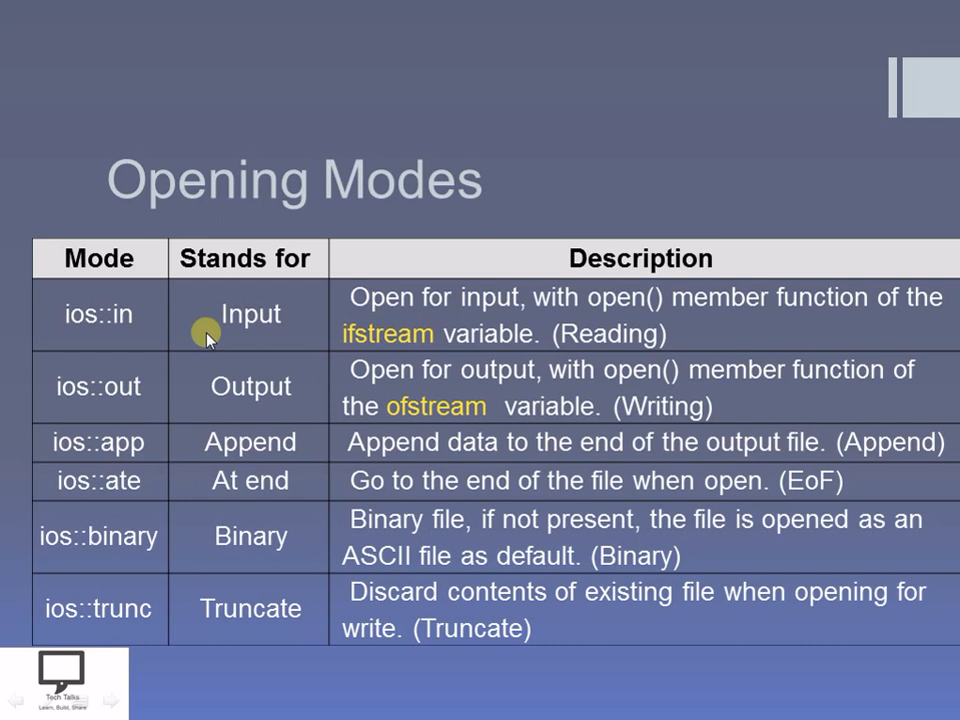 Opening Modes
Mode Stands for Description
ios::in Input Open for input, with open() member function of the
ifstream variable. (Reading)
ios::out Output Open for output, with open() member function of
the ofstream variable. (Writing)
ios::app Append Append data to the end of the output file. (Append)
ios::ate At end Go to the end of the file when open. (EoF)
ios::binary Binary Binary file, if not present, the file is opened as an
ASCII file as default. (Binary)
ios::trunc Truncate Discard contents of existing file when opening for
write. (Truncate)
Tech Talks
Learn, Build, Share